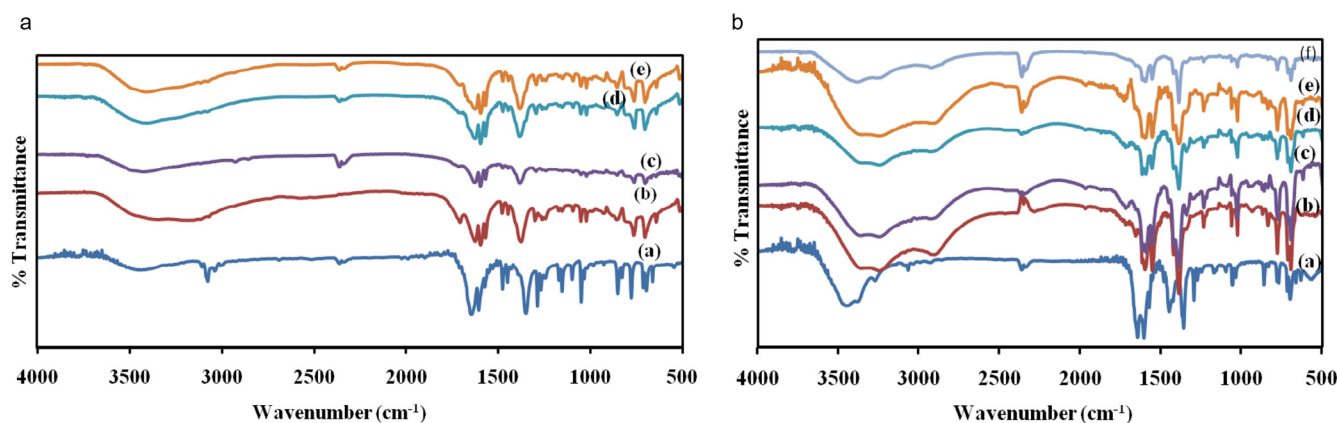 a
(e)
(d)
(c)
(b)
(a)
% Transmittance
4000 3500 3000 2500 2000 1500 1000 500
Wavenumber (cm⁻¹)
b
(f)
(e)
(d)
(c)
(b)
(a)
% Transmittance
4000 3500 3000 2500 2000 1500 1000 500
Wavenumber (cm⁻¹)